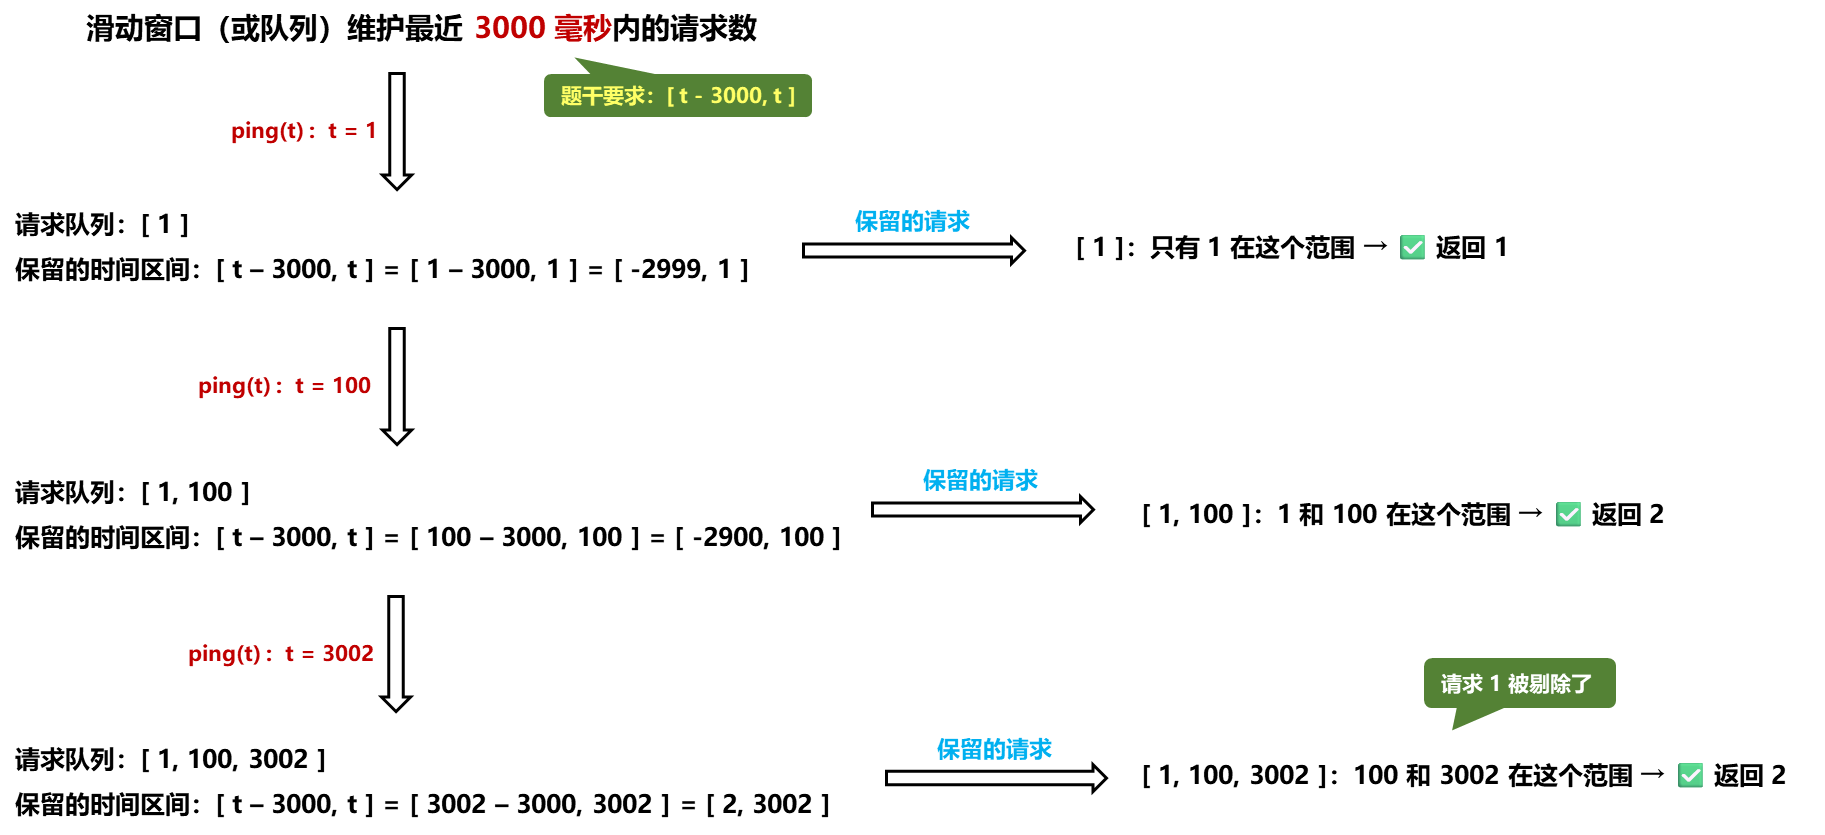 滑动窗口（或队列）维护最近 3000 毫秒内的请求数
题干要求：[ t - 3000, t ]
ping(t)：t = 1
请求队列：[ 1 ]
保留的时间区间：[ t – 3000, t ] = [ 1 – 3000, 1 ] = [ -2999, 1 ]
保留的请求
[ 1 ]：只有 1 在这个范围 → ✅ 返回 1
ping(t)：t = 100
请求队列：[ 1, 100 ]
保留的时间区间：[ t – 3000, t ] = [ 100 – 3000, 100 ] = [ -2900, 100 ]
保留的请求
[ 1, 100 ]：1 和 100 在这个范围 → ✅ 返回 2
ping(t)：t = 3002
请求队列：[ 1, 100, 3002 ]
保留的时间区间：[ t – 3000, t ] = [ 3002 – 3000, 3002 ] = [ 2, 3002 ]
保留的请求
请求 1 被剔除了
[ 1, 100, 3002 ]：100 和 3002 在这个范围 → ✅ 返回 2